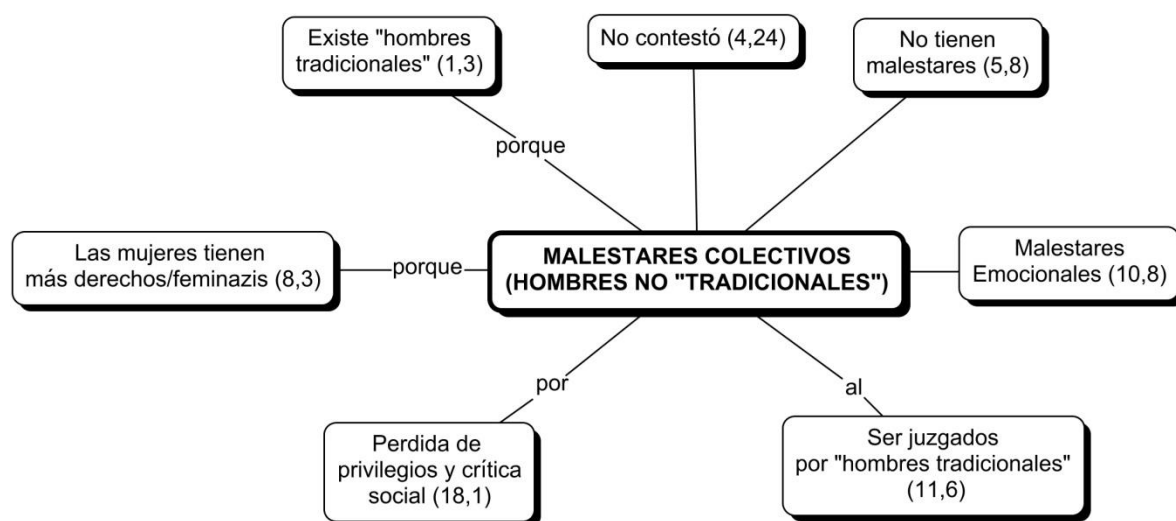 Existe "hombres
tradicionales" (1,3)
No contestó (4,24)
No tienen
malestares (5,8)
porque
Las mujeres tienen
más derechos/feminazis (8,3)
porque
MALESTARES COLECTIVOS
(HOMBRES NO "TRADICIONALES")
Malestares
Emocionales (10,8)
por
al
Perdida de
privilegios y crítica
social (18,1)
Ser juzgados
por "hombres tradicionales"
(11,6)